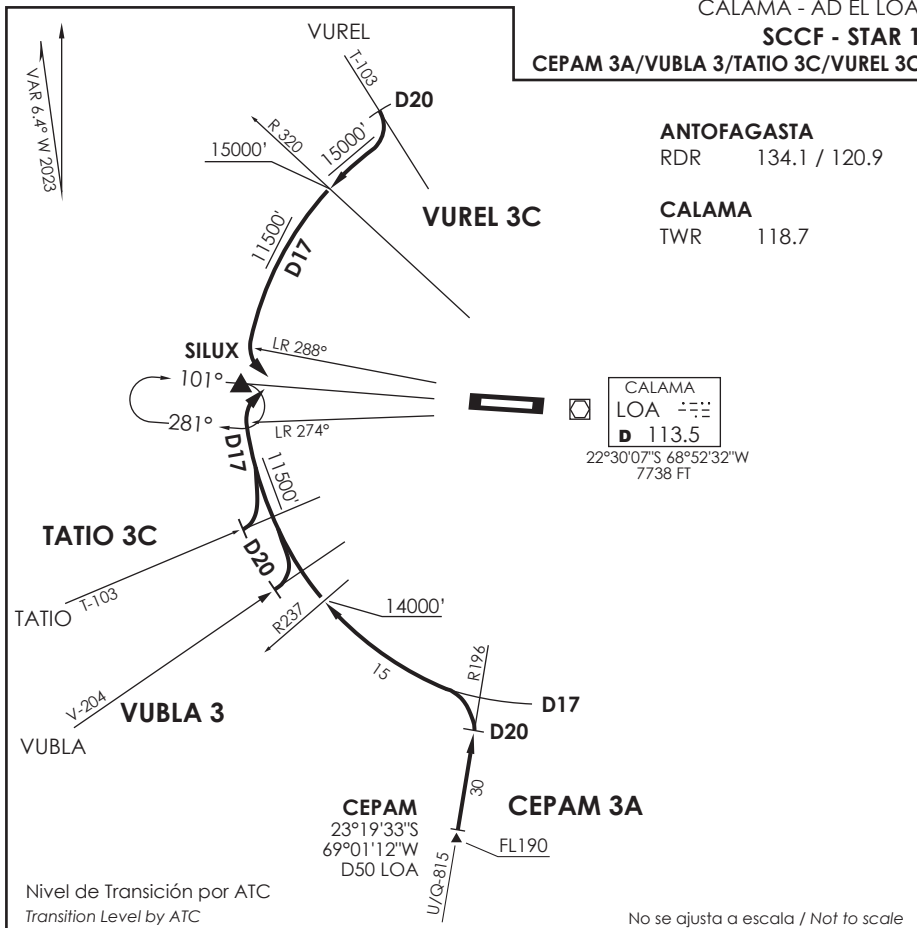 CALAMA - AD EL LOA
SCCF - STAR 1
CEPAM 3A/VUBLA 3/TATIO 3C/VUREL 3C
VAR 6.4° W 2023
VUREL
T-103
D20
R 320
15000'
15000'
VUREL 3C
ANTOFAGASTA
RDR 134.1 / 120.9
CALAMA
TWR 118.7
11500'
D17
SILUX
LR 288°
101°
281°
LR 274°
D17
11500'
CALAMA
LOA
D 113.5
22°30'07"S 68°52'32"W
7738 FT
TATIO 3C
D20
TATIO
T-103
R237
14000'
V-204
VUBLA 3
VUBLA
15
R196
D17
D20
30
CEPAM
23°19'33"S
69°01'12"W
D50 LOA
CEPAM 3A
FL190
U/Q-815
Nivel de Transición por ATC
Transition Level by ATC
No se ajusta a escala / Not to scale